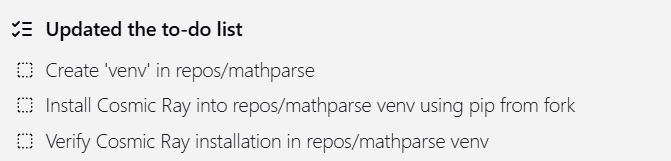 Updated the to-do list
Create 'venv' in repos/mathparse
Install Cosmic Ray into repos/mathparse venv using pip from fork
Verify Cosmic Ray installation in repos/mathparse venv